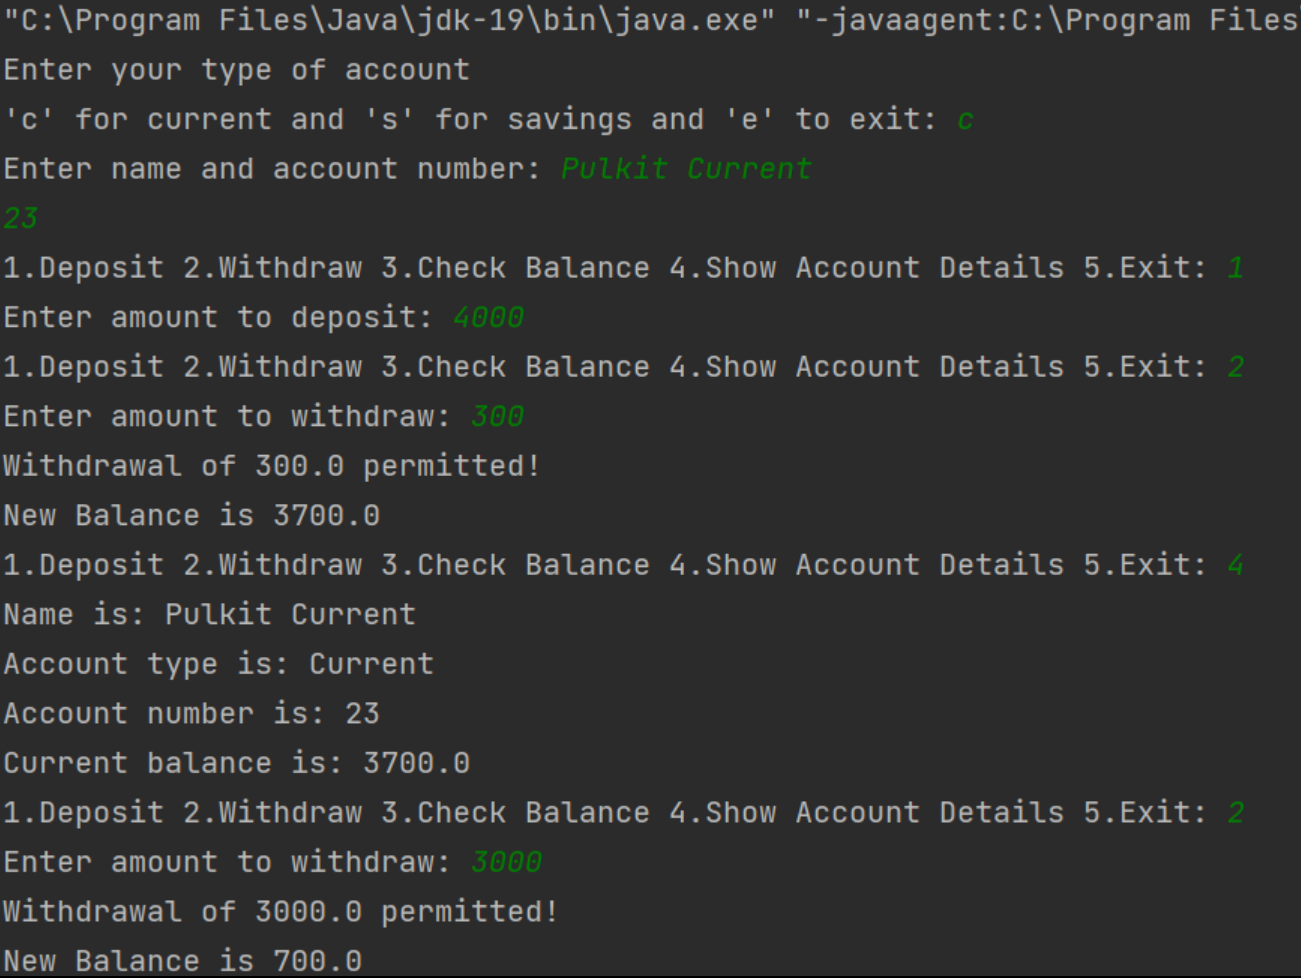 "C:\Program Files\Java\jdk-19\bin\java.exe" "-javaagent:C:\Program Files
Enter your type of account
'c' for current and 's' for savings and 'e' to exit: c
Enter name and account number: Pulkit Current
23
1.Deposit 2.Withdraw 3.Check Balance 4.Show Account Details 5.Exit: 1
Enter amount to deposit: 4000
1.Deposit 2.Withdraw 3.Check Balance 4.Show Account Details 5.Exit: 2
Enter amount to withdraw: 300
Withdrawal of 300.0 permitted!
New Balance is 3700.0
1.Deposit 2.Withdraw 3.Check Balance 4.Show Account Details 5.Exit: 4
Name is: Pulkit Current
Account type is: Current
Account number is: 23
Current balance is: 3700.0
1.Deposit 2.Withdraw 3.Check Balance 4.Show Account Details 5.Exit: 2
Enter amount to withdraw: 3000
Withdrawal of 3000.0 permitted!
New Balance is 700.0